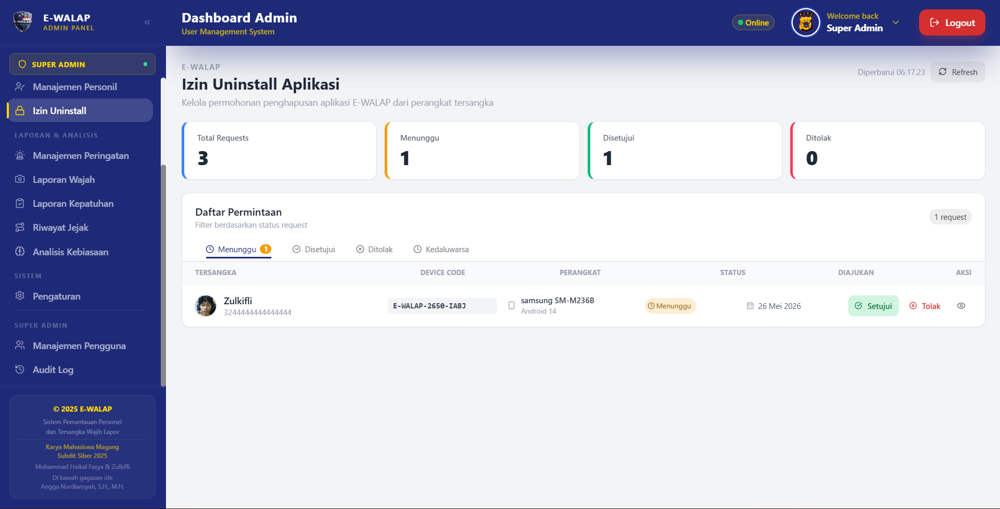 E-WALAP
ADMIN PANEL
«
Dashboard Admin
User Management System
Online
Welcome back
Super Admin
Logout
SUPER ADMIN
Manajemen Personil
Izin Uninstall
LAPORAN & ANALISIS
Manajemen Peringatan
Laporan Wajah
Laporan Kepatuhan
Riwayat Jejak
Analisis Kebiasaan
SISTEM
Pengaturan
SUPER ADMIN
Manajemen Pengguna
Audit Log
© 2025 E-WALAP
Sistem Pemantauan Personel
dan Tersangka Wajib Lapor
Karya Mahasiswa Magang
Subdit Siber 2025
Muhammad Heikal Fasya & Zulkifli
Di bawah gagasan ide
Angga Nurdiansyah, S.H., M.H.
E-WALAP
Izin Uninstall Aplikasi
Kelola permohonan penghapusan aplikasi E-WALAP dari perangkat tersangka
Diperbarui 06.17.23
Refresh
Total Requests
3
Menunggu
1
Disetujui
1
Ditolak
0
Daftar Permintaan
Filter berdasarkan status request
1 request
Menunggu 1
Disetujui
Ditolak
Kedaluwarsa
TERSANGKA DEVICE CODE PERANGKAT STATUS DIAJUKAN AKSI
Zulkifli
3244444444444444
E-WALAP-2650-IABJ
samsung SM-M236B
Android 14
Menunggu
26 Mei 2026
Setujui
Tolak